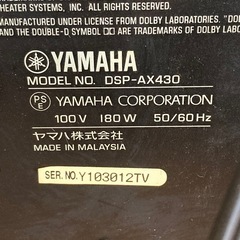 HEATER SYSTEMS, INC. ALL RIGHTS RESERVED.
MANUFACTURED UNDER LICENSE FROM DOLBY LABORATORIES.
AND THE DOUBLE-D SYMBOL ARE TRADEMARKS OF DOLBY LABO
YAMAHA
MODEL NO. DSP-AX430
PS E YAMAHA CORPORATION
100V 180W 50/60Hz
ヤマハ株式会社
MADE IN MALAYSIA
SER.NO.Y103012TV